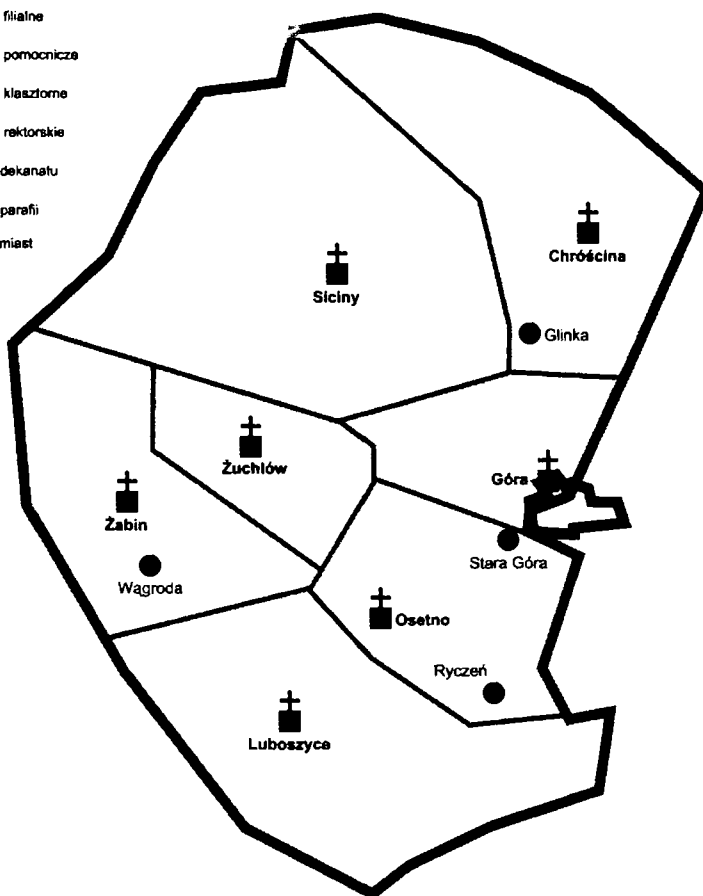 filialne
pomocnicze
klasztorne
rektorskie
dekanatu
parafii
miast
Chróścina
Siciny
Glinka
Żuchlów
Góra
Żabin
Stara Góra
Wągroda
Osetno
Ryczeń
Luboszyce